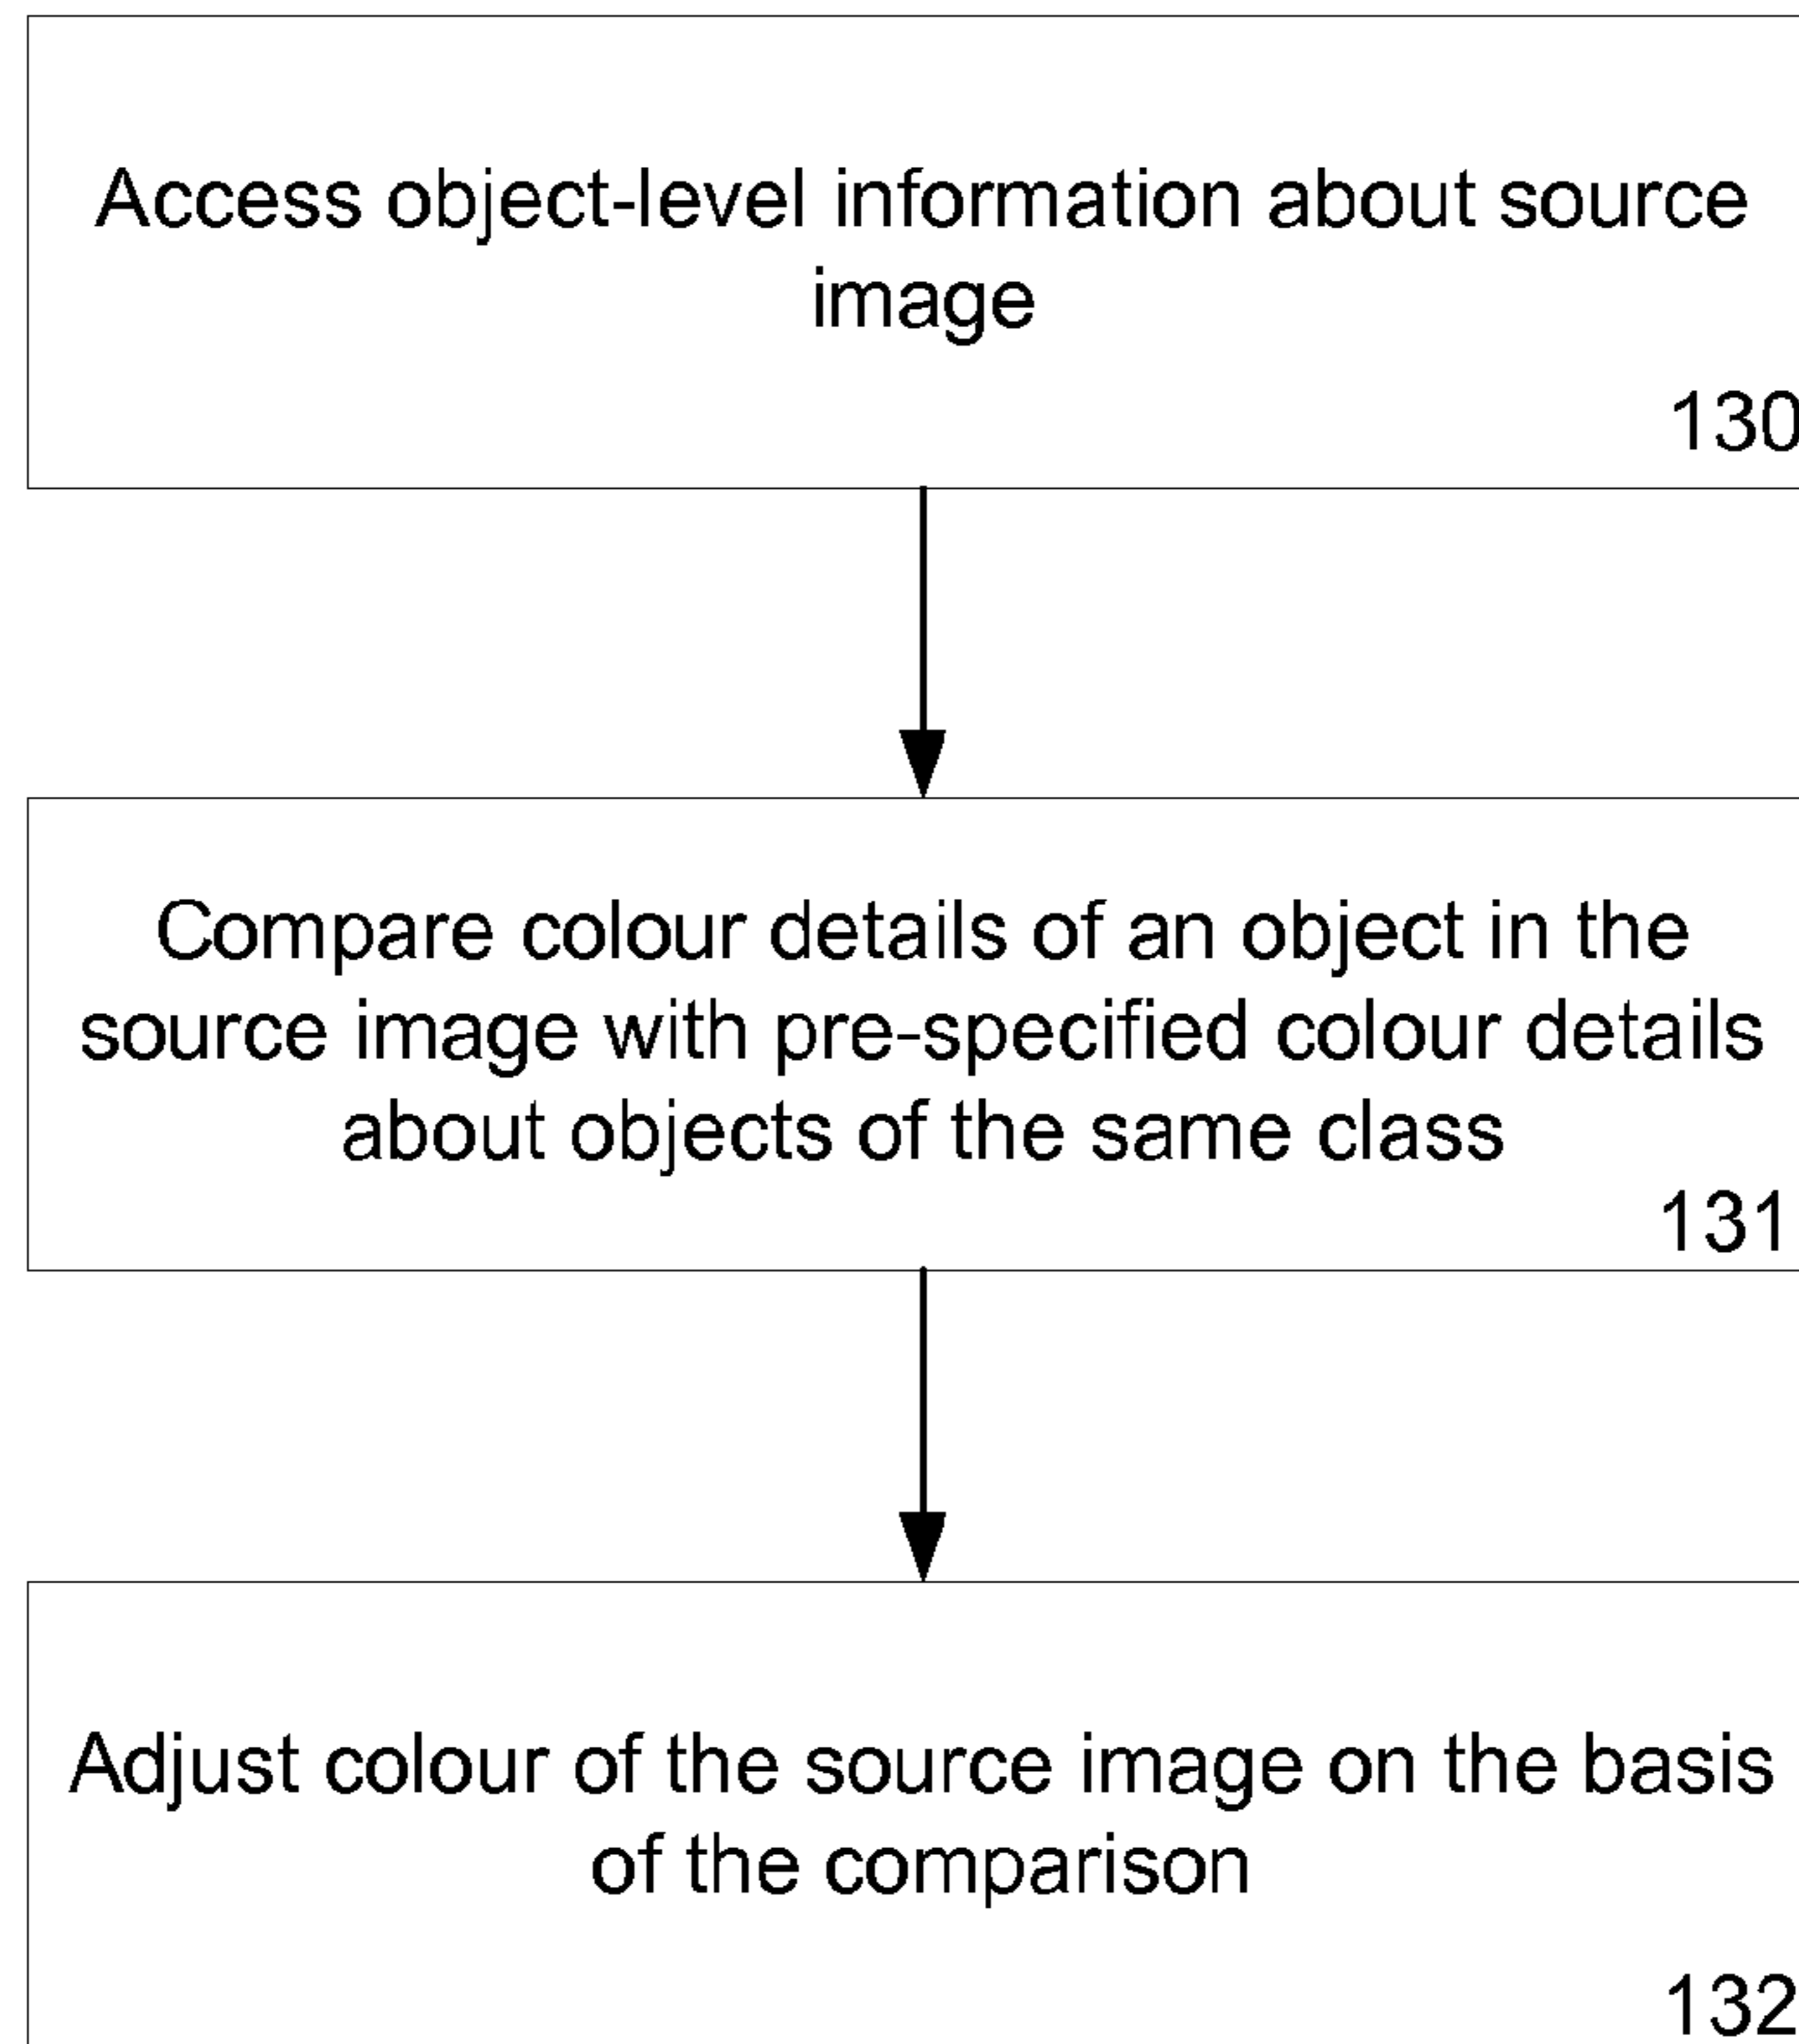 Access object-level information about source
image
130
Compare colour details of an object in the
source image with pre-specified colour details
about objects of the same class
131
Adjust colour of the source image on the basis
of the comparison
132